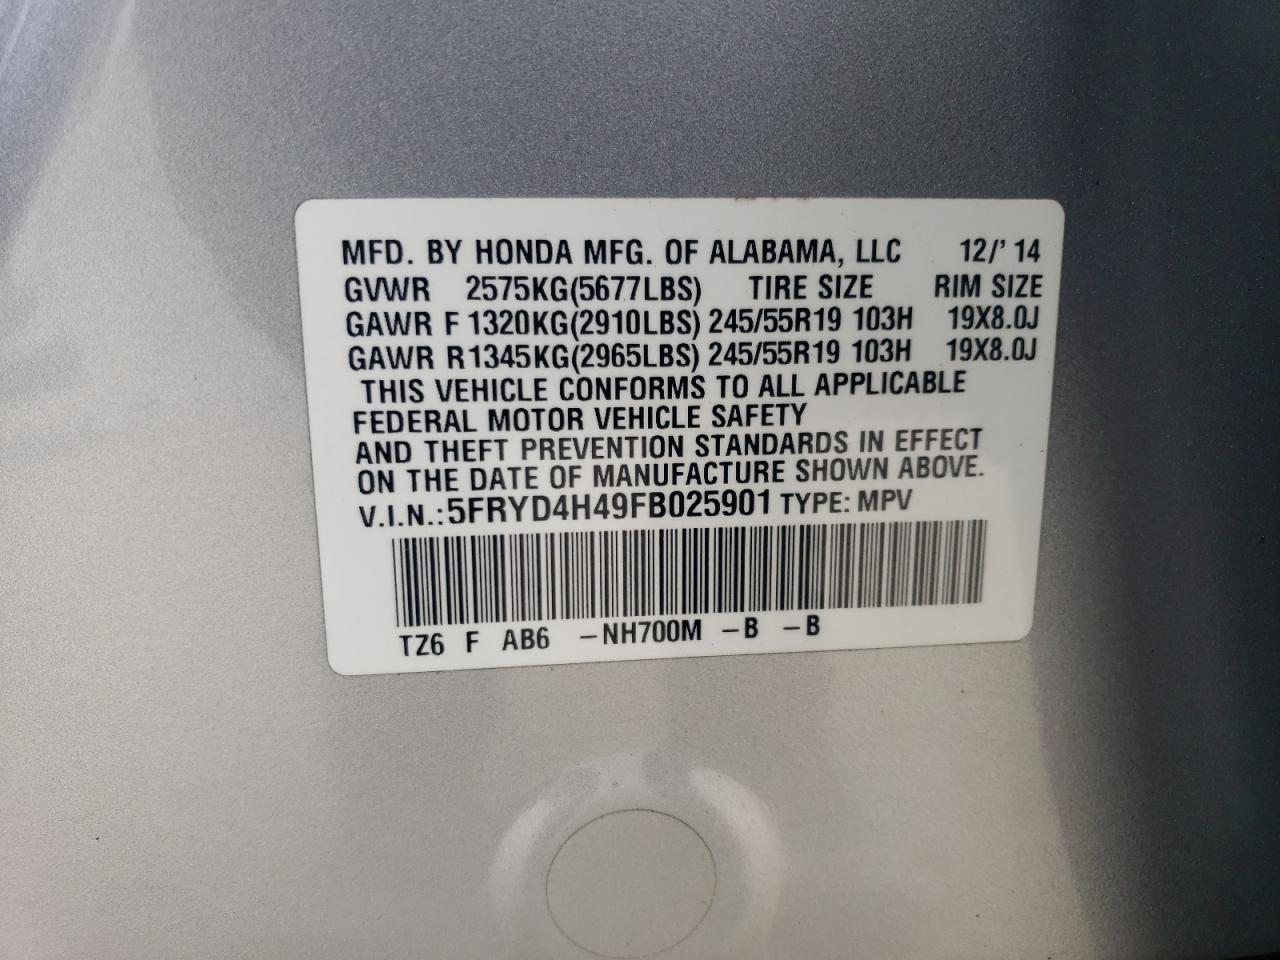 MFD. BY HONDA MFG. OF ALABAMA, LLC 12/' 14
GVWR 2575KG(5677LBS) TIRE SIZE RIM SIZE
GAWR F 1320KG(2910LBS) 245/55R19 103H 19X8.0J
GAWR R1345KG(2965LBS) 245/55R19 103H 19X8.0J
THIS VEHICLE CONFORMS TO ALL APPLICABLE
FEDERAL MOTOR VEHICLE SAFETY
AND THEFT PREVENTION STANDARDS IN EFFECT
ON THE DATE OF MANUFACTURE SHOWN ABOVE.
V.I.N.:5FRYD4H49FB025901 TYPE: MPV
TZ6 F AB6 -NH700M -B -B